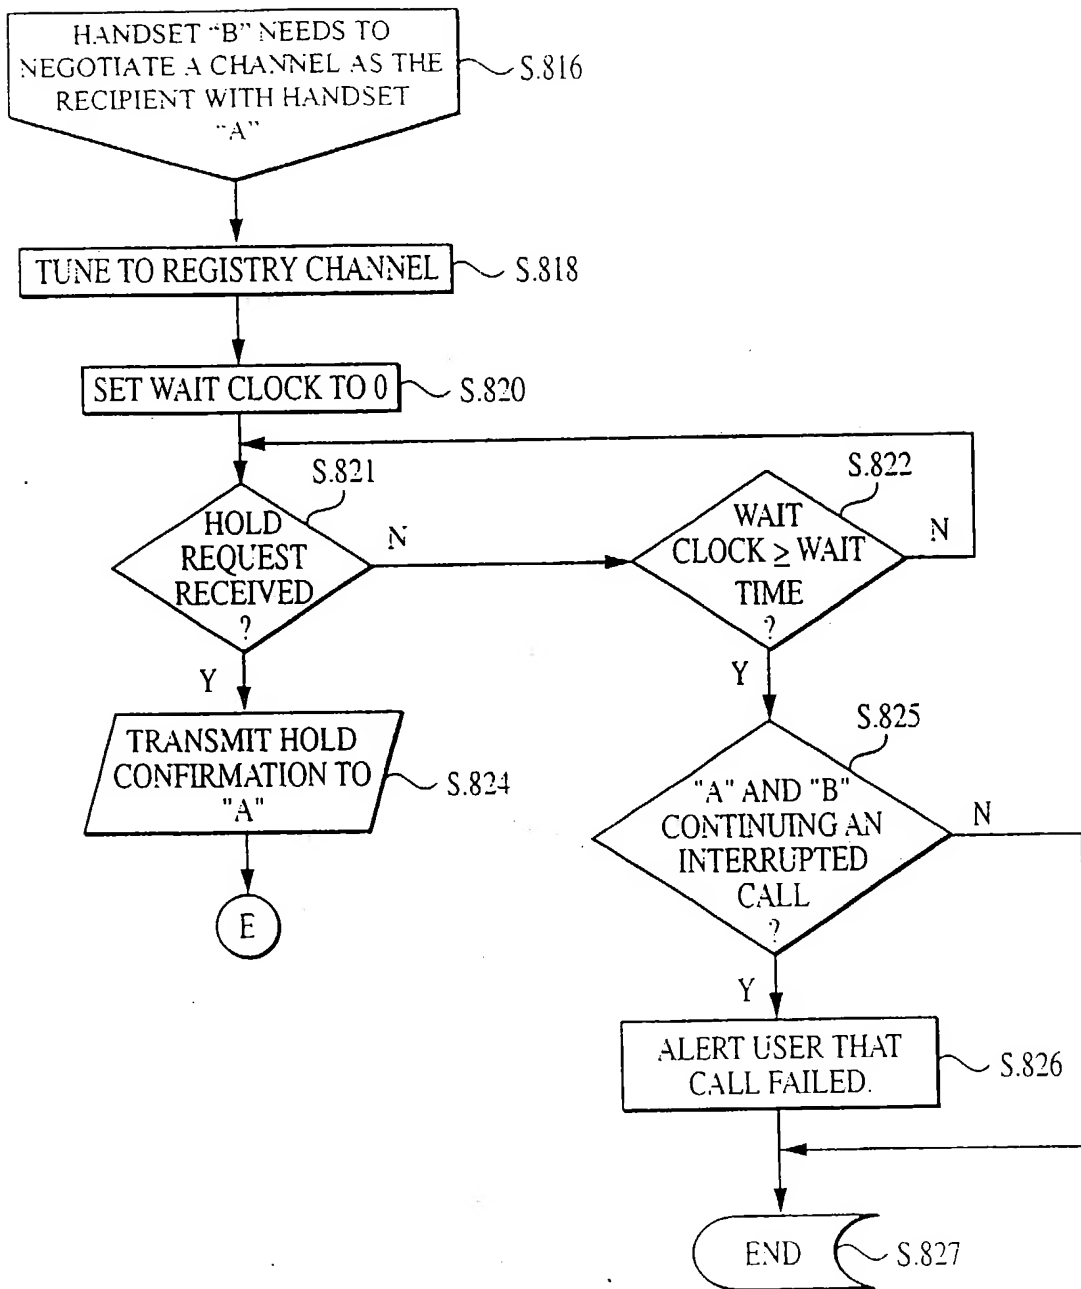 HANDSET "B" NEEDS TO
NEGOTIATE A CHANNEL AS THE
RECIPIENT WITH HANDSET
"A"
S.816
TUNE TO REGISTRY CHANNEL
S.818
SET WAIT CLOCK TO 0
S.820
S.821
HOLD
REQUEST
RECEIVED
?
N
Y
S.822
WAIT
CLOCK ≥ WAIT
TIME
?
N
Y
TRANSMIT HOLD
CONFIRMATION TO
"A"
S.824
E
S.825
"A" AND "B"
CONTINUING AN
INTERRUPTED
CALL
?
N
Y
ALERT USER THAT
CALL FAILED.
S.826
END
S.827